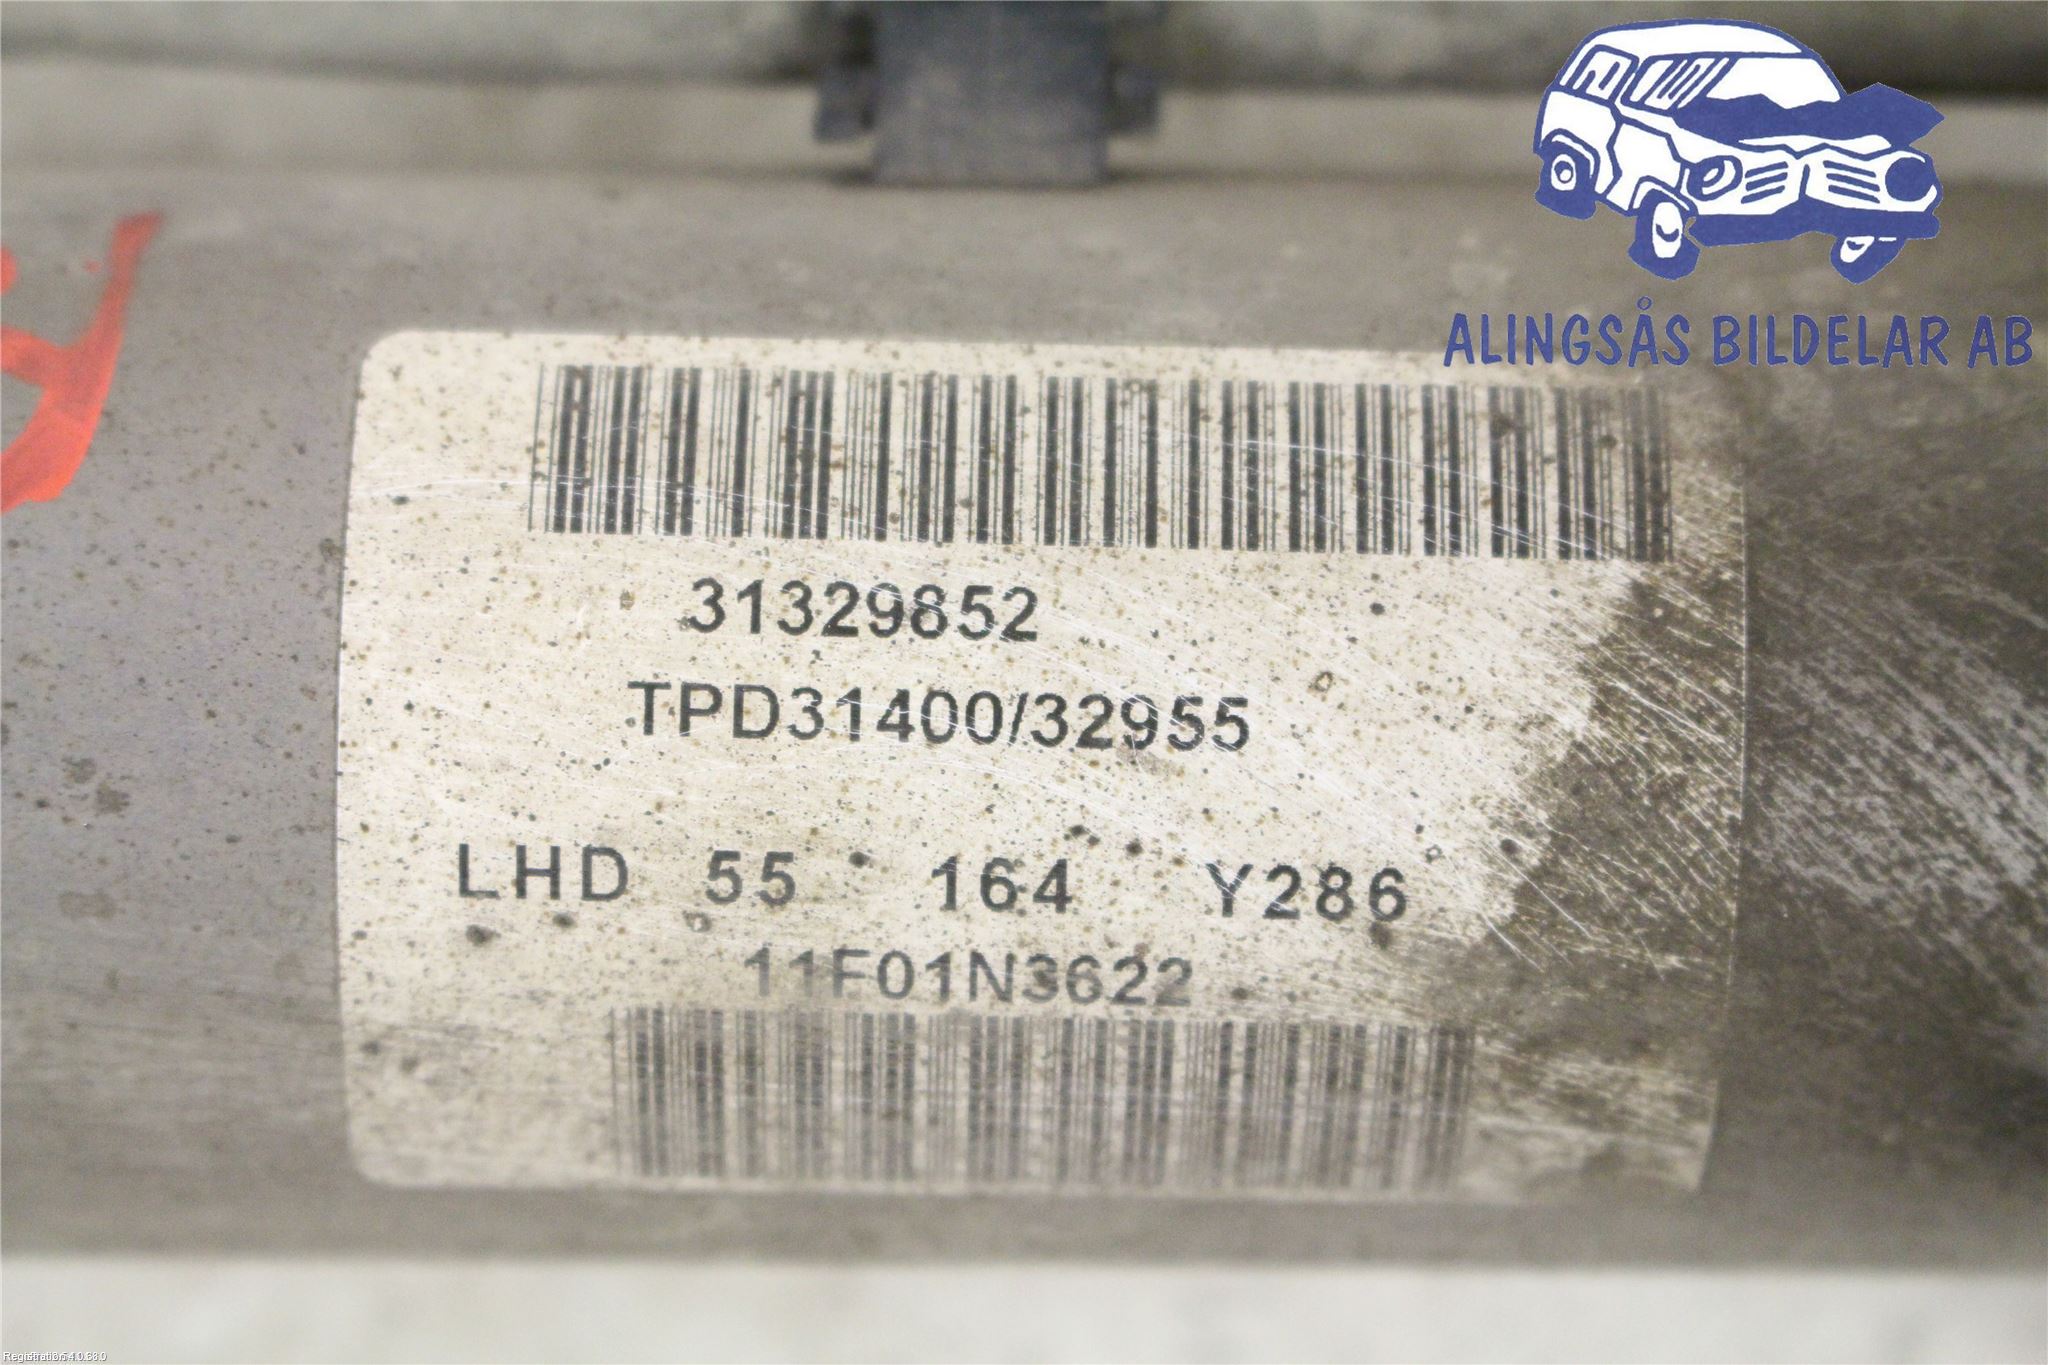 ALINGSÅS BILDELAR AB
31329852
TPD31400/32955
LHD 55 164 Y286
11F01N3622